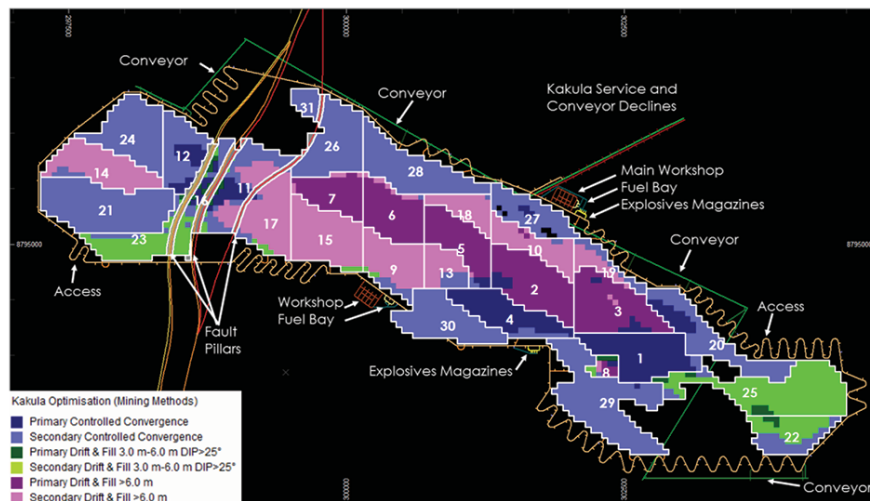 297500
300000
302500
Conveyor
Conveyor
Kakula Service and
Conveyor Declines
31
24
12
26
28
Main Workshop
Fuel Bay
Explosives Magazines
14
11
7
16
6
18
27
21
17
15
5
10
Conveyor
8795000
23
8795000
9
13
2
19
Access
Workshop
Fuel Bay
3
Access
Fault
Pillars
30
4
20
Explosives Magazines
1
8
25
29
22
Kakula Optimisation (Mining Methods)
Primary Controlled Convergence
Secondary Controlled Convergence
Primary Drift & Fill 3.0 m-6.0 m DIP>25°
Secondary Drift & Fill 3.0 m-6.0 m DIP>25°
Primary Drift & Fill >6.0 m
Secondary Drift & Fill >6.0 m
Conveyor